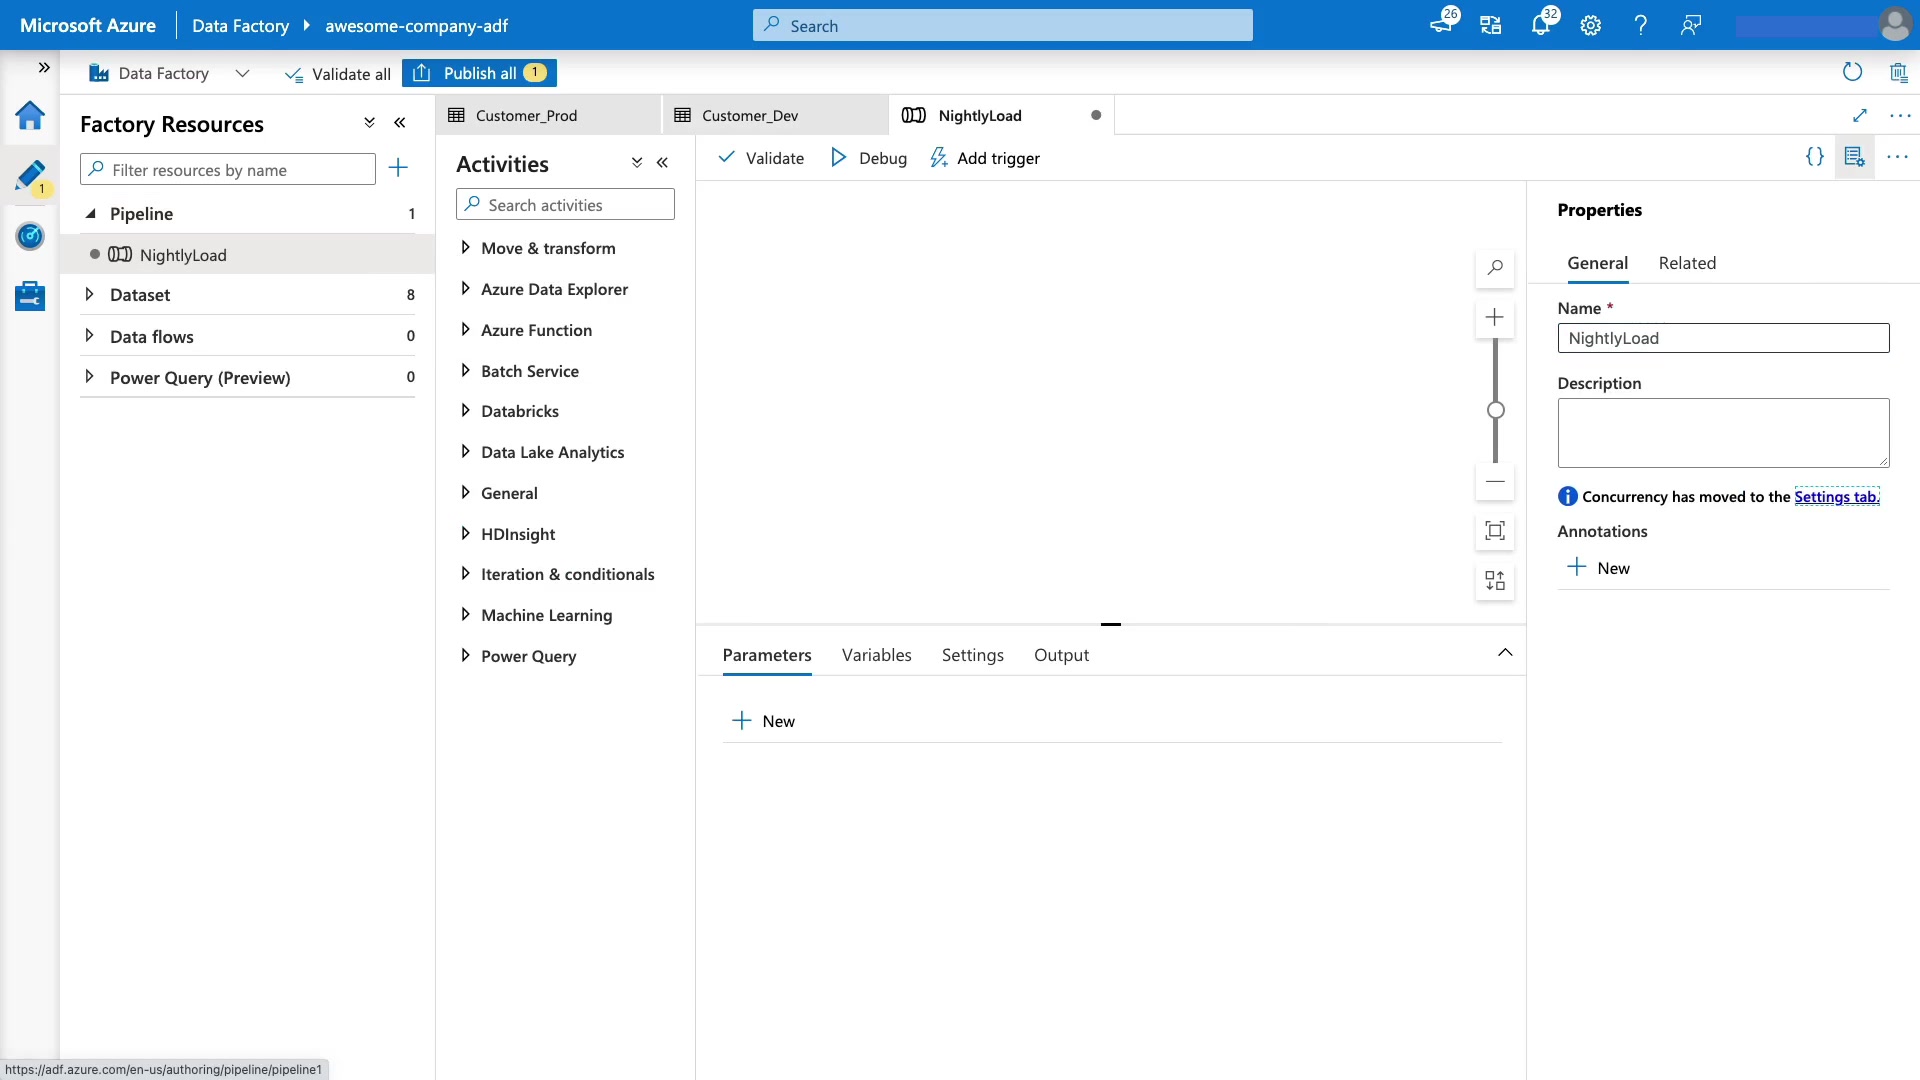 Microsoft Azure Data Factory awesome-company-adf Search 26 32
Data Factory Validate all Publish all 1
Factory Resources
Filter resources by name
1
Pipeline 1
NightlyLoad
Dataset 8
Data flows 0
Power Query (Preview) 0
Customer_Prod Customer_Dev NightlyLoad
Activities
Search activities
Move & transform
Azure Data Explorer
Azure Function
Batch Service
Databricks
Data Lake Analytics
General
HDInsight
Iteration & conditionals
Machine Learning
Power Query
Validate Debug Add trigger
Parameters Variables Settings Output
New
Properties
General Related
Name *
NightlyLoad
Description
Concurrency has moved to the Settings tab.
Annotations
New
https://adf.azure.com/en-us/authoring/pipeline/pipeline1